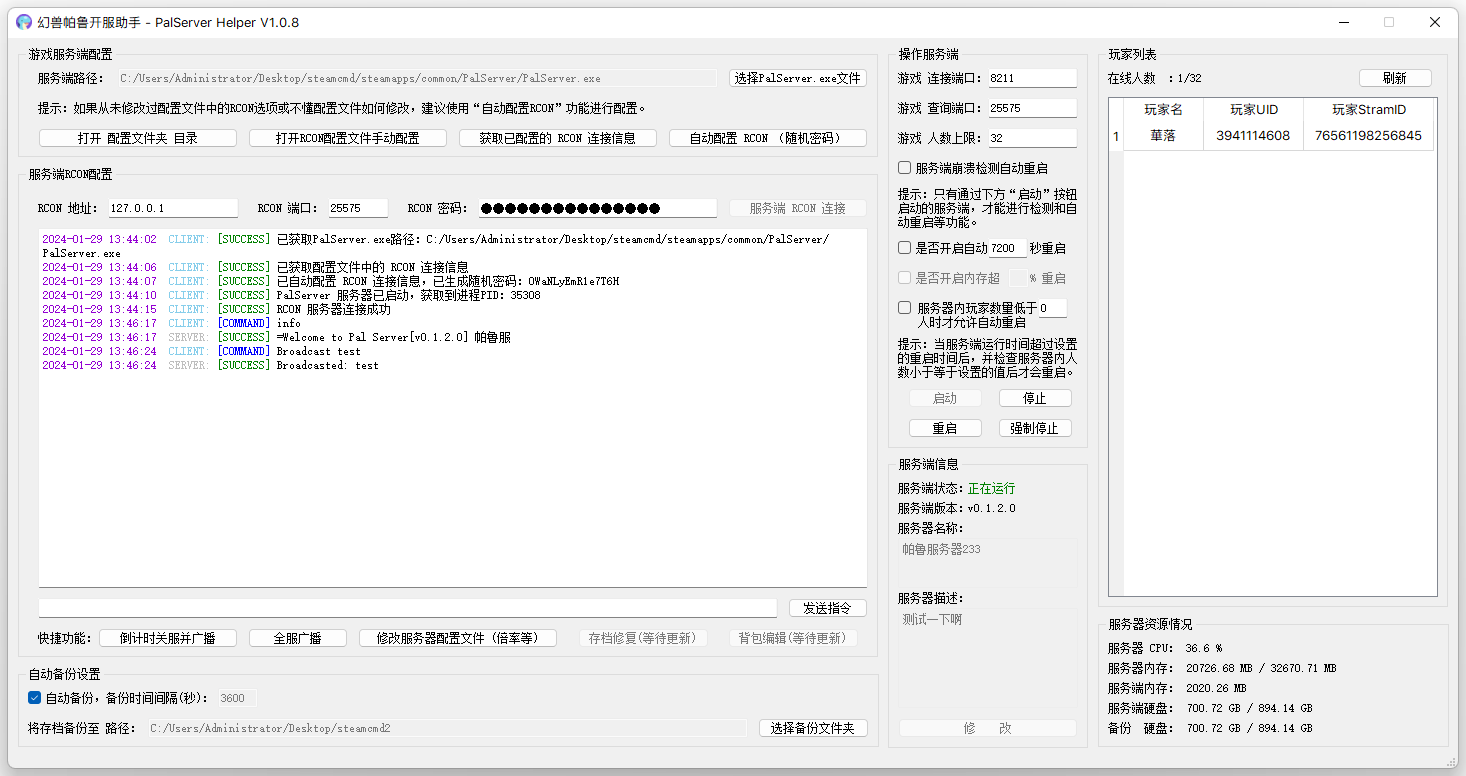 幻兽帕鲁开服助手 - PalServer Helper V1.0.8
游戏服务端配置
服务端路径: C:/Users/Administrator/Desktop/steamcmd/steamapps/common/PalServer/PalServer.exe
选择PalServer.exe文件
提示: 如果从未修改过配置文件中的RCON选项或不懂配置文件如何修改，建议使用“自动配置RCON”功能进行配置。
打开 配置文件夹 目录
打开RCON配置文件手动配置
获取已配置的 RCON 连接信息
自动配置 RCON （随机密码）
服务端RCON配置
RCON 地址: 127.0.0.1
RCON 端口: 25575
RCON 密码: ●●●●●●●●●●●●●●●
服务端 RCON 连接
2024-01-29 13:44:02 CLIENT: [SUCCESS] 已获取PalServer.exe路径: C:/Users/Administrator/Desktop/steamcmd/steamapps/common/PalServer/
PalServer.exe
2024-01-29 13:44:06 CLIENT: [SUCCESS] 已获取配置文件中的 RCON 连接信息
2024-01-29 13:44:07 CLIENT: [SUCCESS] 已自动配置 RCON 连接信息，已生成随机密码: OWaNLyEmR1e7T6H
2024-01-29 13:44:10 CLIENT: [SUCCESS] PalServer 服务器已启动，获取到进程PID: 35308
2024-01-29 13:44:15 CLIENT: [SUCCESS] RCON 服务器连接成功
2024-01-29 13:46:17 CLIENT: [COMMAND] info
2024-01-29 13:46:17 SERVER: [SUCCESS] =Welcome to Pal Server[v0.1.2.0] 帕鲁服
2024-01-29 13:46:24 CLIENT: [COMMAND] Broadcast test
2024-01-29 13:46:24 SERVER: [SUCCESS] Broadcasted: test
发送指令
快捷功能:
倒计时关服并广播
全服广播
修改服务器配置文件（倍率等）
存档修复(等待更新)
背包编辑(等待更新)
自动备份设置
自动备份，备份时间间隔(秒): 3600
将存档备份至 路径: C:/Users/Administrator/Desktop/steamcmd2
选择备份文件夹
操作服务端
游戏 连接端口: 8211
游戏 查询端口: 25575
游戏 人数上限: 32
服务端崩溃检测自动重启
提示: 只有通过下方“启动”按钮
启动的服务端，才能进行检测和自
动重启等功能。
是否开启自动 7200 秒重启
是否开启内存超 % 重启
服务器内玩家数量低于 0
人时才允许自动重启
提示: 当服务端运行时间超过设置
的重启时间后，并检查服务器内人
数小于等于设置的值后才会重启。
启动
停止
重启
强制停止
服务端信息
服务端状态: 正在运行
服务端版本: v0.1.2.0
服务器名称:
帕鲁服务器233
服务器描述:
测试一下啊
修 改
玩家列表
在线人数 : 1/32
刷新
玩家名 玩家UID 玩家StramID
1 華落 3941114608 76561198256845
服务器资源情况
服务器 CPU: 36.6 %
服务器内存: 20726.68 MB / 32670.71 MB
服务端内存: 2020.26 MB
服务端硬盘: 700.72 GB / 894.14 GB
备份 硬盘: 700.72 GB / 894.14 GB